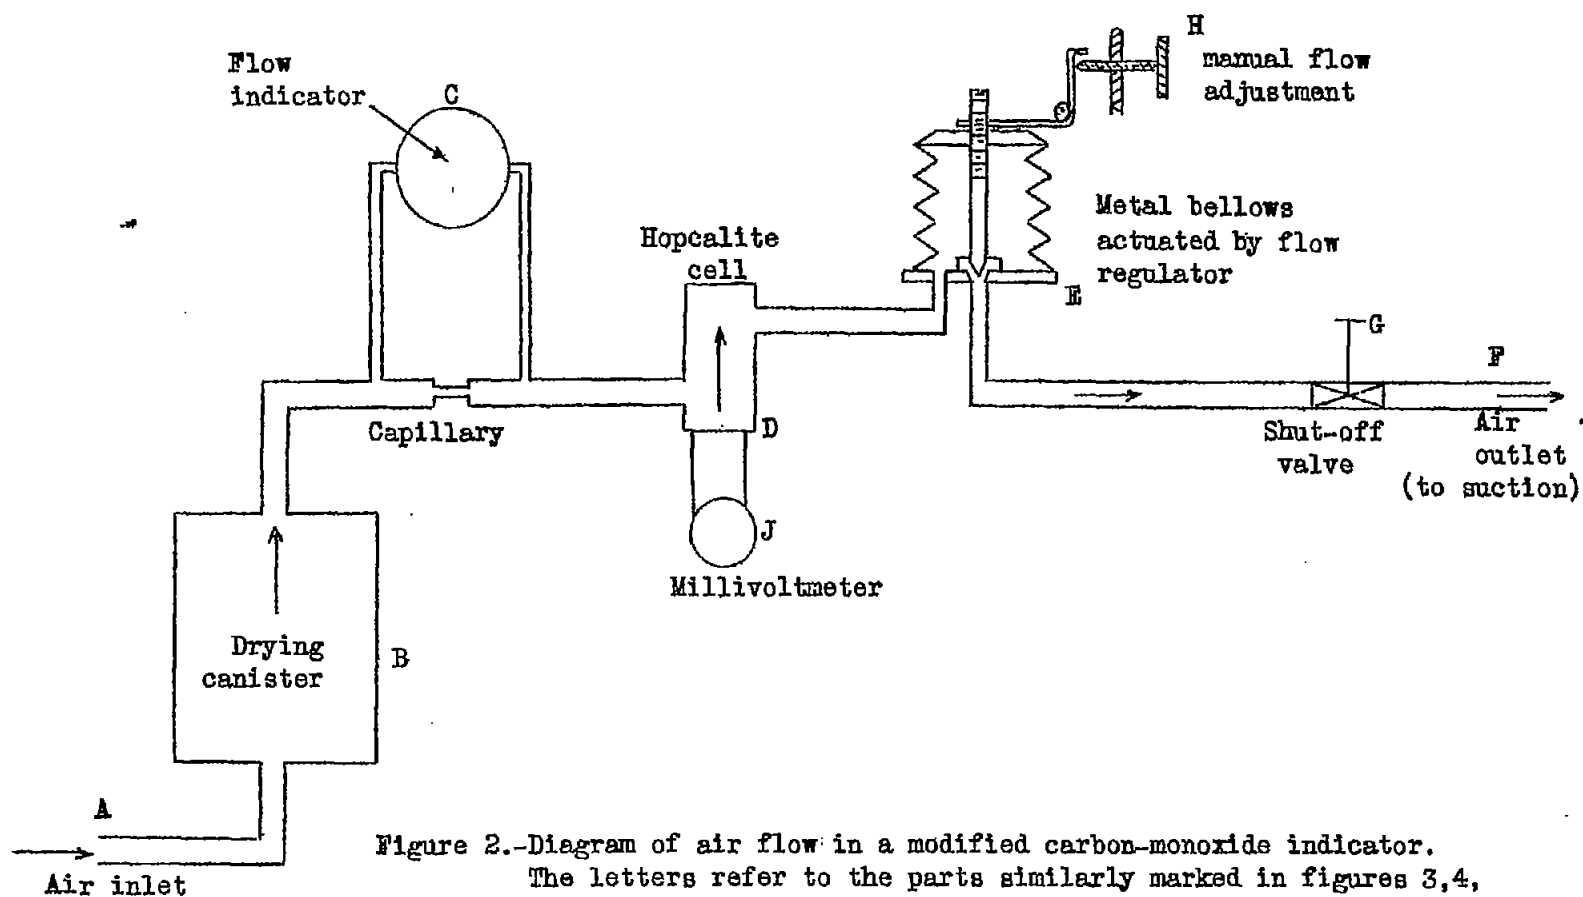 Flow
indicator
C
H
manual flow
adjustment
Hopcalite
cell
Metal bellows
actuated by flow
regulator
E
G
F
Capillary
D
Shut-off
valve
Air
outlet
(to suction)
J
Millivoltmeter
Drying
canister
B
A
Air inlet
Figure 2.-Diagram of air flow in a modified carbon-monoxide indicator.
The letters refer to the parts similarly marked in figures 3,4,